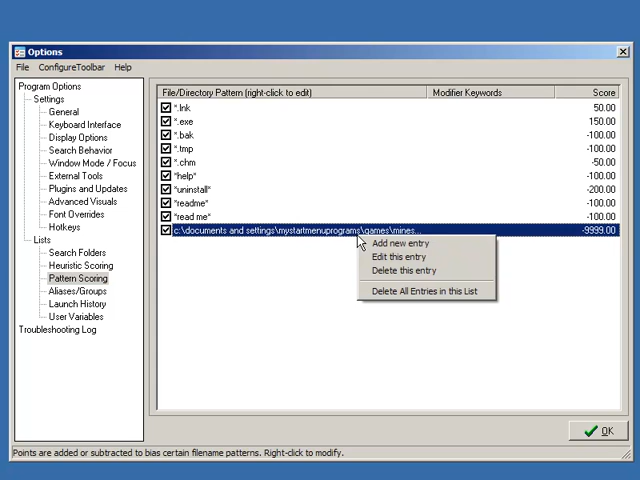 Options
File ConfigureToolbar Help
Program Options
Settings
General
Keyboard Interface
Display Options
Search Behavior
Window Mode / Focus
External Tools
Plugins and Updates
Advanced Visuals
Font Overrides
Hotkeys
Lists
Search Folders
Heuristic Scoring
Pattern Scoring
Aliases/Groups
Launch History
User Variables
Troubleshooting Log
File/Directory Pattern (right-click to edit) Modifier Keywords Score
*.lnk 50.00
*.exe 150.00
*.bak -100.00
*.tmp -100.00
*.chm -50.00
*help* -100.00
*uninstall* -200.00
*readme* -100.00
*read me* -100.00
c:\documents and settings\mystartmenuprograms\games\mines... -9999.00
Add new entry
Edit this entry
Delete this entry
Delete All Entries in this List
OK
Points are added or subtracted to bias certain filename patterns. Right-click to modify.